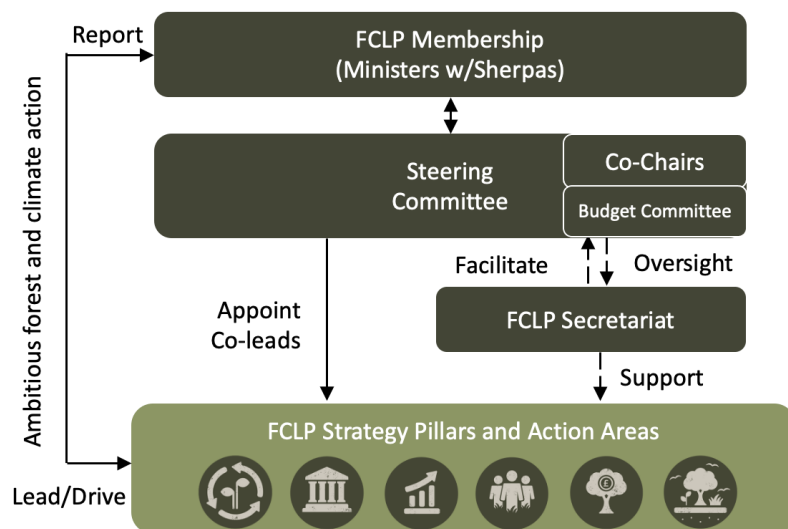 Report
FCLP Membership
(Ministers w/Sherpas)
Ambitious forest and climate action
Steering
Committee
Co-Chairs
Budget Committee
Facilitate
Oversight
Appoint
Co-leads
FCLP Secretariat
Support
FCLP Strategy Pillars and Action Areas
£
Lead/Drive